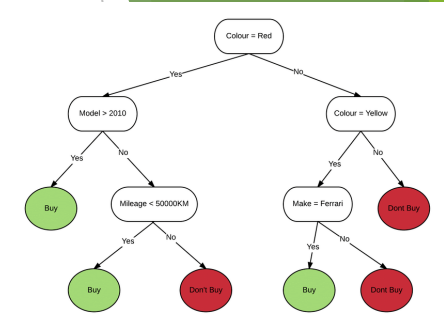 Colour = Red
Yes
No
Model > 2010
Colour = Yellow
Yes
No
Yes
No
Buy
Mileage < 50000KM
Make = Ferrari
Dont Buy
Yes
No
Yes
No
Buy
Don't Buy
Buy
Dont Buy